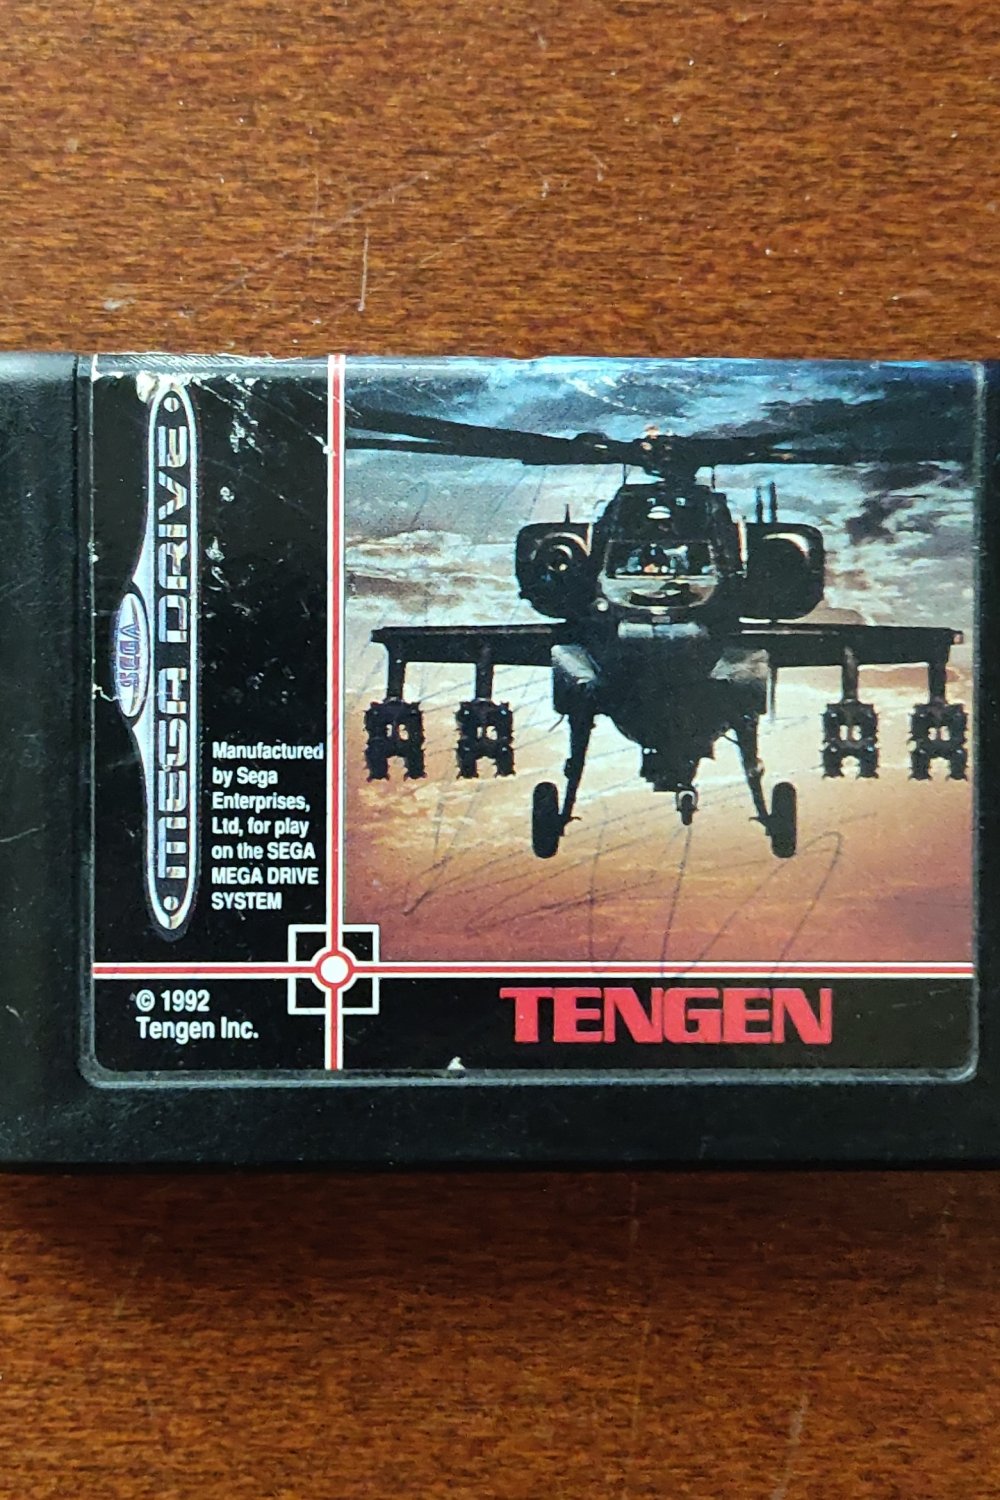 SEGA
MEGA DRIVE
Manufactured
by Sega
Enterprises,
Ltd, for play
on the SEGA
MEGA DRIVE
SYSTEM
© 1992
Tengen Inc.
TENGEN